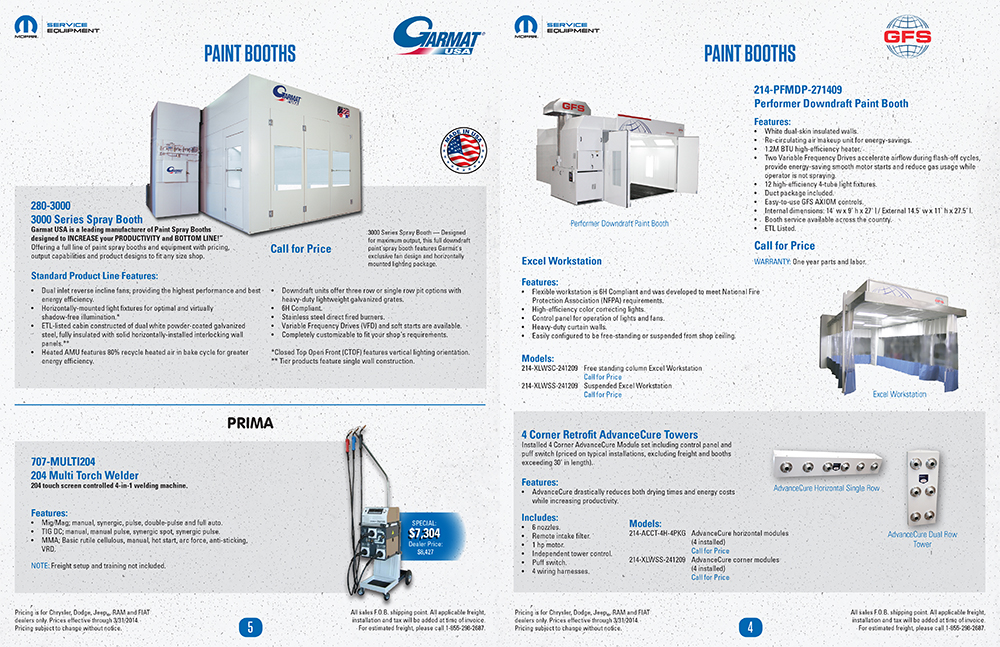 MOPAR
SERVICE
EQUIPMENT
PAINT BOOTHS
GARMAT®
USA
GARMAT
MADE IN USA
280-3000
3000 Series Spray Booth
Garmat USA is a leading manufacturer of Paint Spray Booths
designed to INCREASE your PRODUCTIVITY and BOTTOM LINE!"
Offering a full line of paint spray booths and equipment with pricing,
output capabilities and product designs to fit any size shop.
Call for Price
3000 Series Spray Booth — Designed
for maximum output, this full downdraft
paint spray booth features Garmat's
exclusive fan design and horizontally
mounted lighting package.
Standard Product Line Features:
• Dual inlet reverse incline fans, providing the highest performance and best
energy efficiency.
• Horizontally-mounted light fixtures for optimal and virtually
shadow-free illumination.*
• ETL-listed cabin constructed of dual white powder-coated galvanized
steel, fully insulated with solid horizontally-installed interlocking wall
panels.**
• Heated AMU features 80% recycle heated air in bake cycle for greater
energy efficiency.
• Downdraft units offer three row or single row pit options with
heavy-duty lightweight galvanized grates.
• 6H Compliant.
• Stainless steel direct fired burners.
• Variable Frequency Drives (VFD) and soft starts are available.
• Completely customizable to fit your shop's requirements.
*Closed Top Open Front (CTOF) features vertical lighting orientation.
** Tier products feature single wall construction.
PRIMA
707-MULTI204
204 Multi Torch Welder
204 touch screen controlled 4-in-1 welding machine.
Features:
• Mig/Mag; manual, synergic, pulse, double-pulse and full auto.
• TIG DC; manual, manual pulse, synergic spot, synergic pulse.
• MMA; Basic rutile cellulous, manual, hot start, arc force, anti-sticking,
VRD.
NOTE: Freight setup and training not included.
SPECIAL:
$7,304
Dealer Price:
$8,427
Pricing is for Chrysler, Dodge, Jeep®, RAM and FIAT
dealers only. Prices effective through 3/31/2014.
Pricing subject to change without notice.
5
All sales F.O.B. shipping point. All applicable freight,
installation and tax will be added at time of invoice.
For estimated freight, please call 1-855-298-2687.
MOPAR
SERVICE
EQUIPMENT
PAINT BOOTHS
GFS
GFS
Performer Downdraft Paint Booth
214-PFMDP-271409
Performer Downdraft Paint Booth
Features:
• White dual-skin insulated walls.
• Re-circulating air makeup unit for energy-savings.
• 1.2M BTU high-efficiency heater.
• Two Variable Frequency Drives accelerate airflow during flash-off cycles,
provide energy-saving smooth motor starts and reduce gas usage while
operator is not spraying.
• 12 high-efficiency 4-tube light fixtures.
• Duct package included.
• Easy-to-use GFS AXIOM controls.
• Internal dimensions: 14' w x 9' h x 27' l / External 14.5' w x 11' h x 27.5' l.
• Booth service available across the country.
• ETL Listed.
Call for Price
WARRANTY: One year parts and labor.
Excel Workstation
Features:
• Flexible workstation is 6H Compliant and was developed to meet National Fire
Protection Association (NFPA) requirements.
• High-efficiency color correcting lights.
• Control panel for operation of lights and fans.
• Heavy-duty curtain walls.
• Easily configured to be free-standing or suspended from shop ceiling.
Models:
214-XLWSC-241209 Free standing column Excel Workstation
Call for Price
214-XLWSS-241209 Suspended Excel Workstation
Call for Price
Excel Workstation
4 Corner Retrofit AdvanceCure Towers
Installed 4 Corner AdvanceCure Module set including control panel and
puff switch (priced on typical installations, excluding freight and booths
exceeding 30' in length).
Features:
• AdvanceCure drastically reduces both drying times and energy costs
while increasing productivity.
Includes:
• 6 nozzles.
• Remote intake filter.
• 1 hp motor.
• Independent tower control.
• Puff switch.
• 4 wiring harnesses.
Models:
214-ACCT-4H-4PKG AdvanceCure horizontal modules
(4 installed)
Call for Price
214-XLWSS-241209 AdvanceCure corner modules
(4 installed)
Call for Price
AdvanceCure Horizontal Single Row
AdvanceCure Dual Row
Tower
Pricing is for Chrysler, Dodge, Jeep®, RAM and FIAT
dealers only. Prices effective through 3/31/2014.
Pricing subject to change without notice.
4
All sales F.O.B. shipping point. All applicable freight,
installation and tax will be added at time of invoice.
For estimated freight, please call 1-855-298-2687.